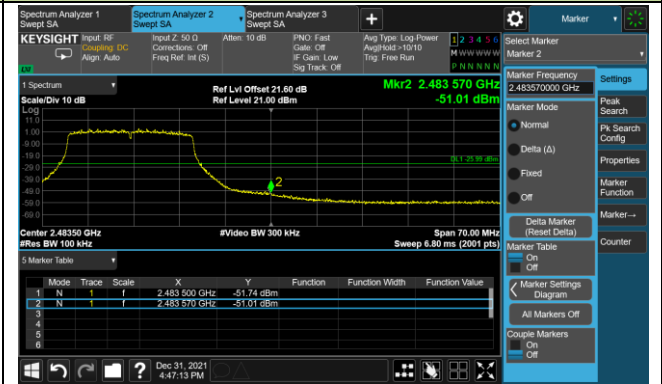 Spectrum Analyzer 1
Swept SA
Spectrum Analyzer 2
Swept SA
Spectrum Analyzer 3
Swept SA
+
Marker
KEYSIGHT
Input: RF
Coupling: DC
Align: Auto
Input Z: 50 Ω
Corrections: Off
Freq Ref: Int (S)
Atten: 10 dB
PNO: Fast
Gate: Off
IF Gain: Low
Sig Track: Off
Avg Type: Log-Power
Avg|Hold:>10/10
Trig: Free Run
1 2 3 4 5 6
M W W W W W
P N N N N N
LXI
Select Marker
Marker 2
1 Spectrum
Scale/Div 10 dB
Log
Ref Lvl Offset 21.60 dB
Ref Level 21.00 dBm
Mkr2 2.483 570 GHz
-51.01 dBm
11.0
1.00
-9.00
-19.0
-29.0
-39.0
-49.0
-59.0
-69.0
DL1 -25.99 dBm
2
Center 2.48350 GHz
#Res BW 100 kHz
#Video BW 300 kHz
Span 70.00 MHz
Sweep 6.80 ms (2001 pts)
5 Marker Table
Mode Trace Scale X Y Function Function Width Function Value
1 N 1 f 2.483 500 GHz -51.74 dBm
2 N 1 f 2.483 570 GHz -51.01 dBm
3
4
5
6
Marker Frequency
2.483570000 GHz
Marker Mode
Normal
Delta (Δ)
Fixed
Off
Delta Marker
(Reset Delta)
Marker Table
On
Off
Marker Settings
Diagram
All Markers Off
Couple Markers
On
Off
Settings
Peak
Search
Pk Search
Config
Properties
Marker
Function
Marker→
Counter
?
Dec 31, 2021
4:47:13 PM